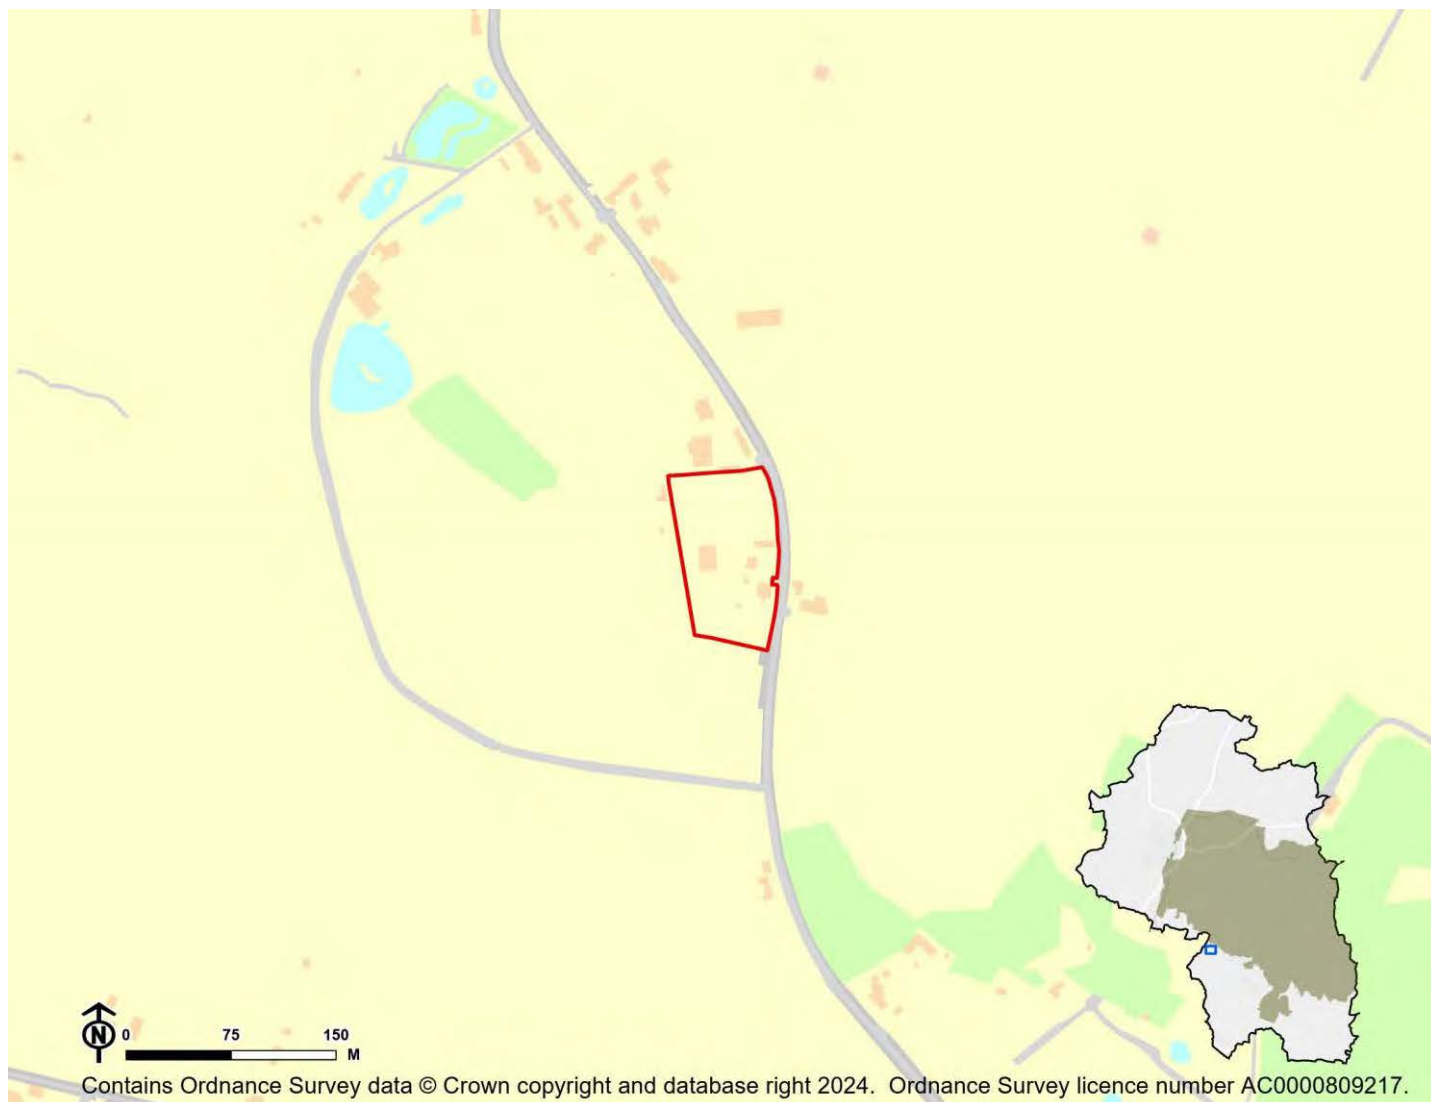 N 0 75 150
M
Contains Ordnance Survey data © Crown copyright and database right 2024. Ordnance Survey licence number AC0000809217.